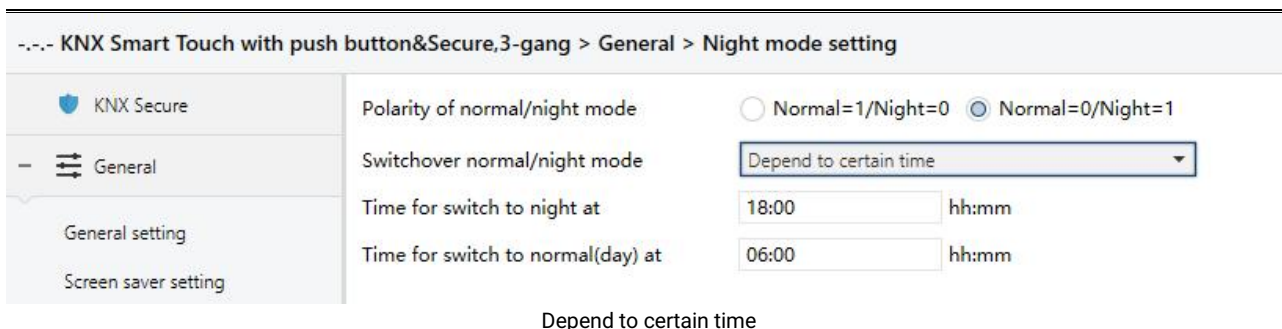 -.-.- KNX Smart Touch with push button&Secure,3-gang > General > Night mode setting
KNX Secure
General
General setting
Screen saver setting
Polarity of normal/night mode Normal=1/Night=0 Normal=0/Night=1
Switchover normal/night mode Depend to certain time
Time for switch to night at 18:00 hh:mm
Time for switch to normal(day) at 06:00 hh:mm
Depend to certain time